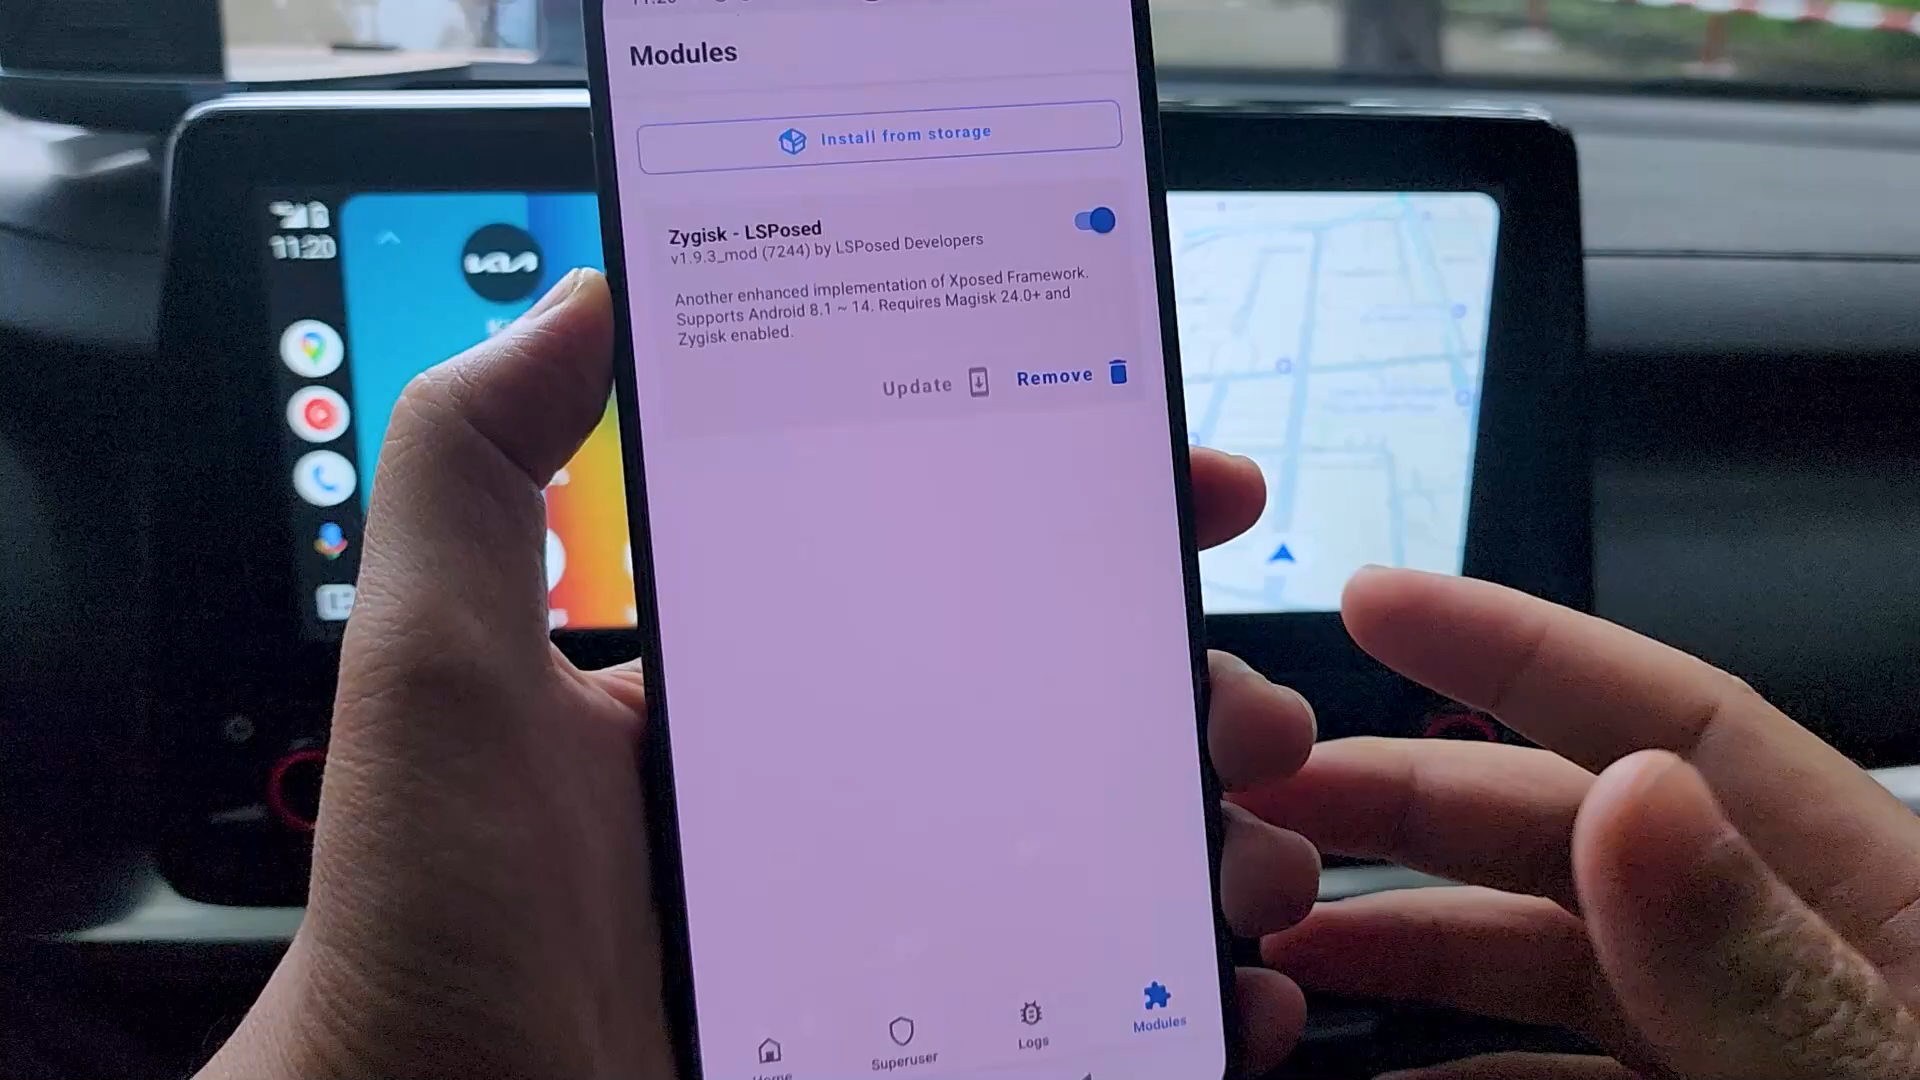 Modules
Install from storage
Zygisk - LSPosed
v1.9.3_mod (7244) by LSPosed Developers
Another enhanced implementation of Xposed Framework.
Supports Android 8.1 ~ 14. Requires Magisk 24.0+ and
Zygisk enabled.
Update
Remove
Home
Superuser
Logs
Modules
11:20
KIA